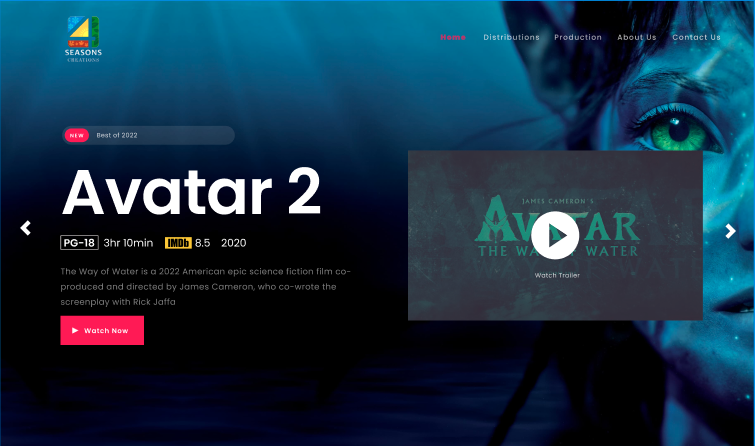 SEASONS
CREATIONS
Home Distributions Production About Us Contact Us
NEW Best of 2022
Avatar 2
PG-18 3hr 10min IMDb 8.5 2020
The Way of Water is a 2022 American epic science fiction film co-
produced and directed by James Cameron, who co-wrote the
screenplay with Rick Jaffa
Watch Now
JAMES CAMERON'S
AVATAR
THE WATER
Watch Trailer